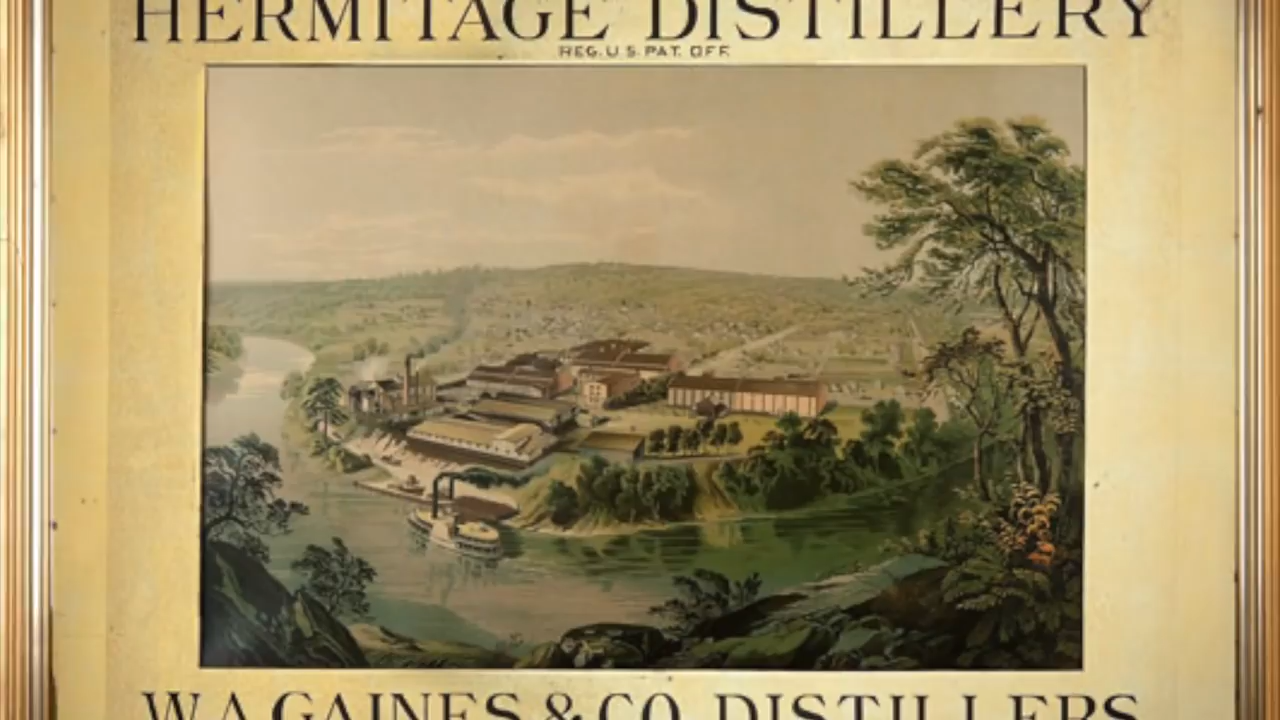 HERMITAGE DISTILLERY
REG. U.S. PAT. OFF.
W.A. GAINES & CO. DISTILLERS